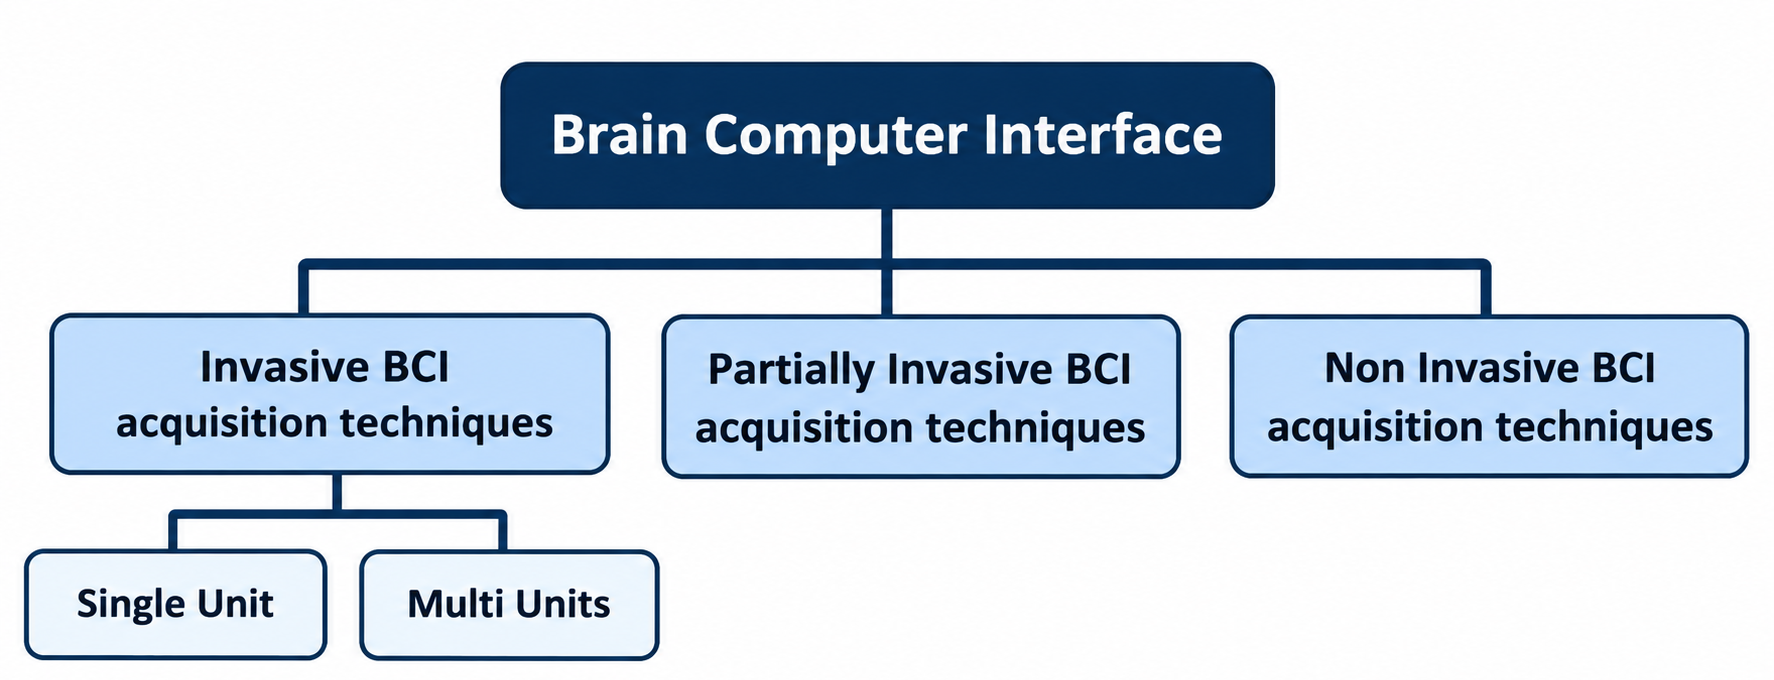 Brain Computer Interface
Invasive BCI
acquisition techniques
Partially Invasive BCI
acquisition techniques
Non Invasive BCI
acquisition techniques
Single Unit
Multi Units